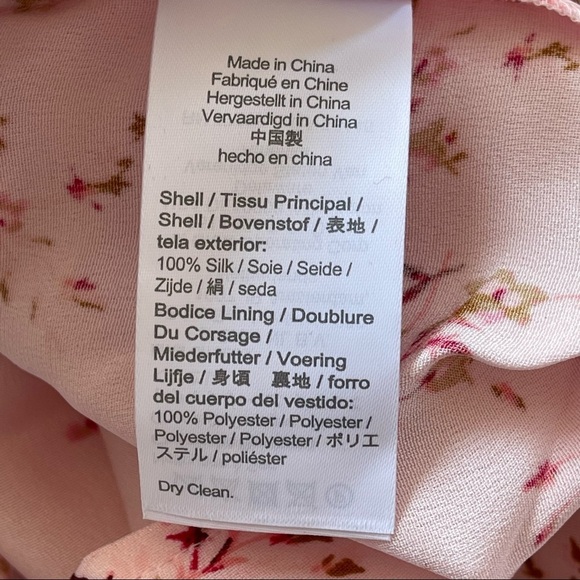 Made in China
Fabriqué en Chine
Hergestellt in China
Vervaardigd in China
中国製
hecho en china
Shell / Tissu Principal /
Shell / Bovenstof / 表地 /
tela exterior:
100% Silk / Soie / Seide /
Zijde / 絹 / seda
Bodice Lining / Doublure
Du Corsage /
Miederfutter / Voering
Lijfje / 身頃 裏地 / forro
del cuerpo del vestido:
100% Polyester / Polyester /
Polyester / Polyester / ポリエ
ステル / poliéster
Dry Clean.